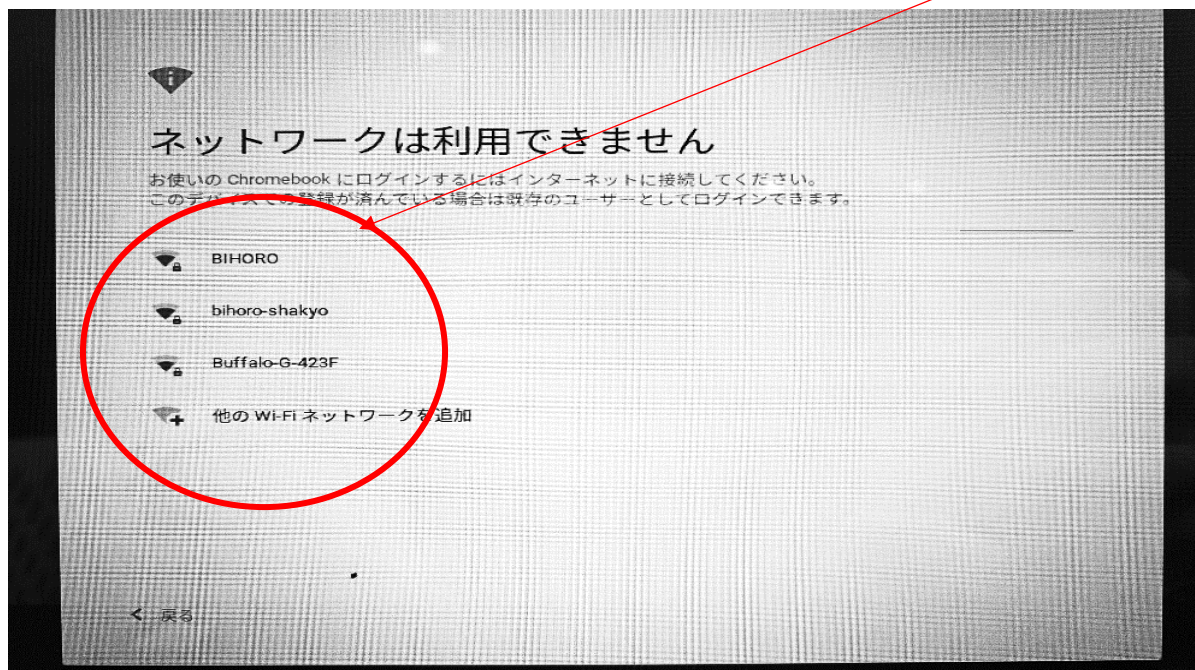 ネットワークは利用できません
お使いの Chromebook にログインするにはインターネットに接続してください。
このデバイスでの登録が済んでいる場合は既存のユーザーとしてログインできます。
BIHORO
bihoro-shakyo
Buffalo-G-423F
他の Wi-Fi ネットワークを追加
戻る